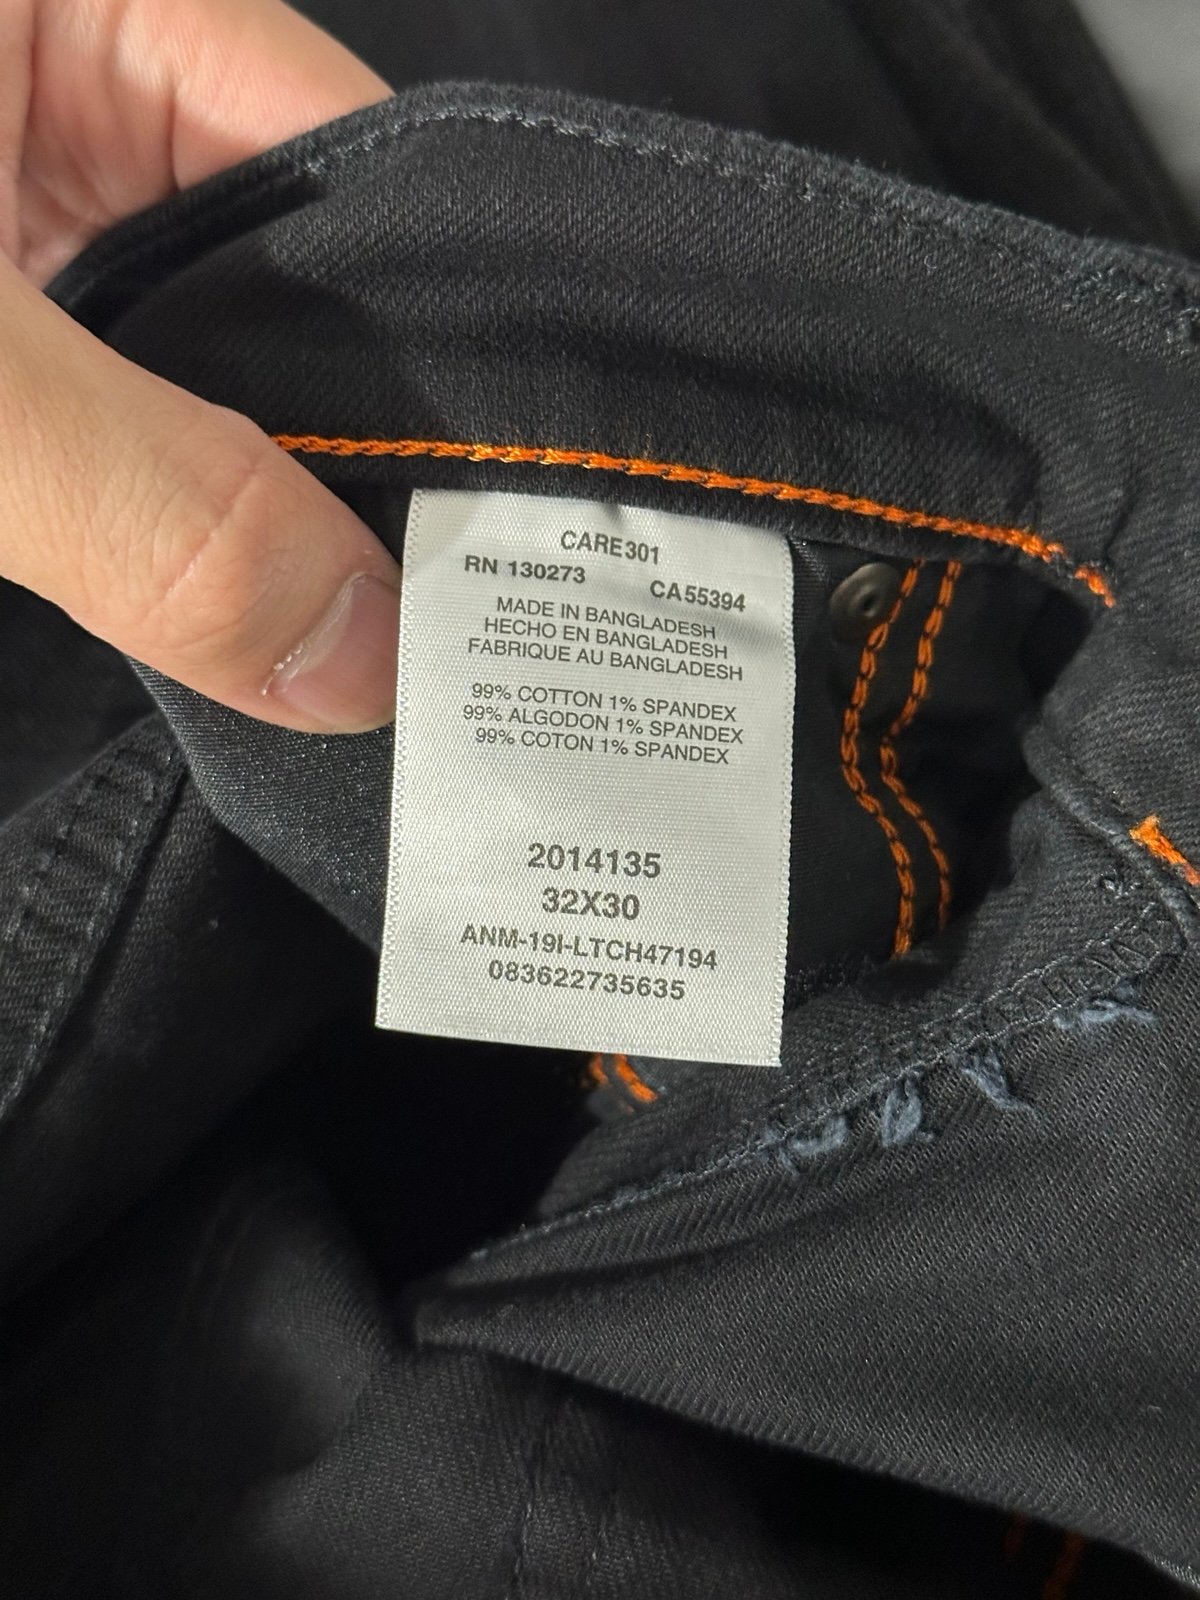 CARE301
RN 130273 CA55394
MADE IN BANGLADESH
HECHO EN BANGLADESH
FABRIQUE AU BANGLADESH
99% COTTON 1% SPANDEX
99% ALGODON 1% SPANDEX
99% COTON 1% SPANDEX
2014135
32X30
ANM-19I-LTCH47194
083622735635